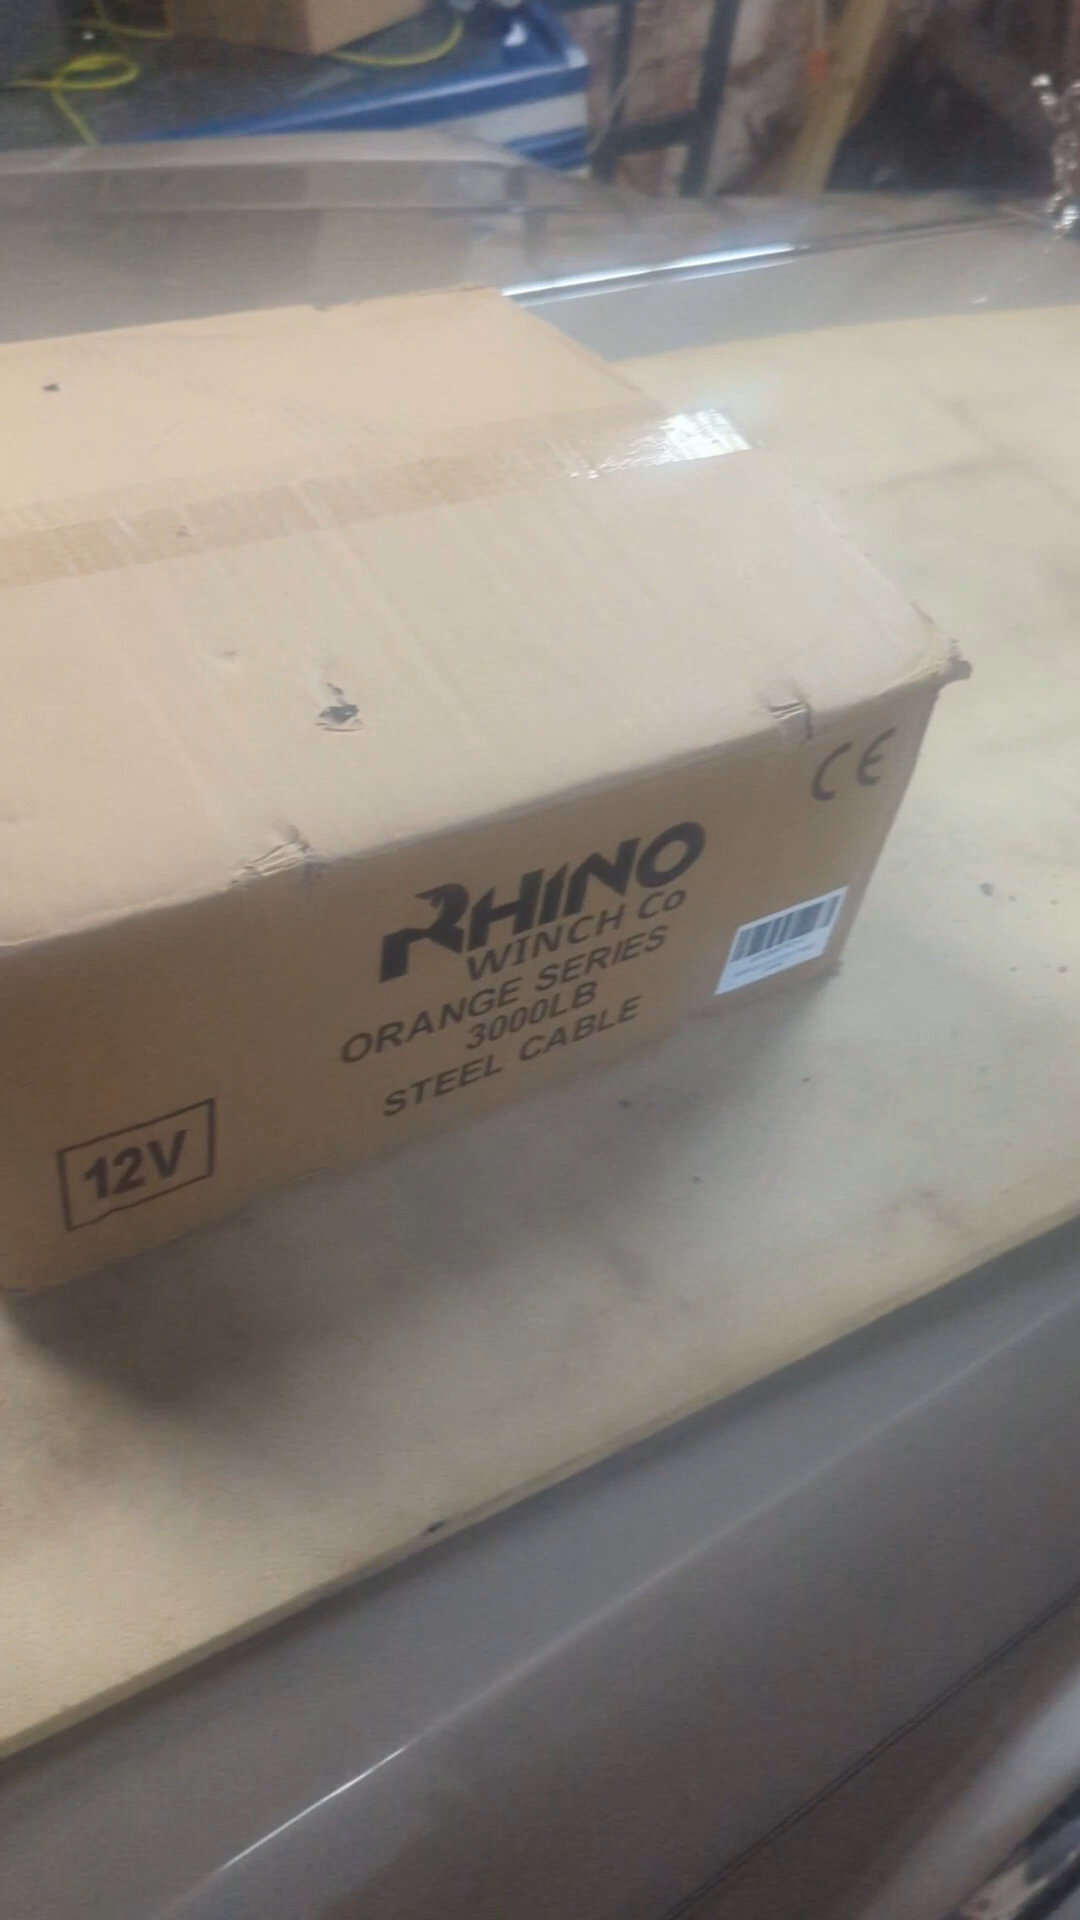 CE
RHINO
WINCH Co
ORANGE SERIES
3000LB
STEEL CABLE
12V